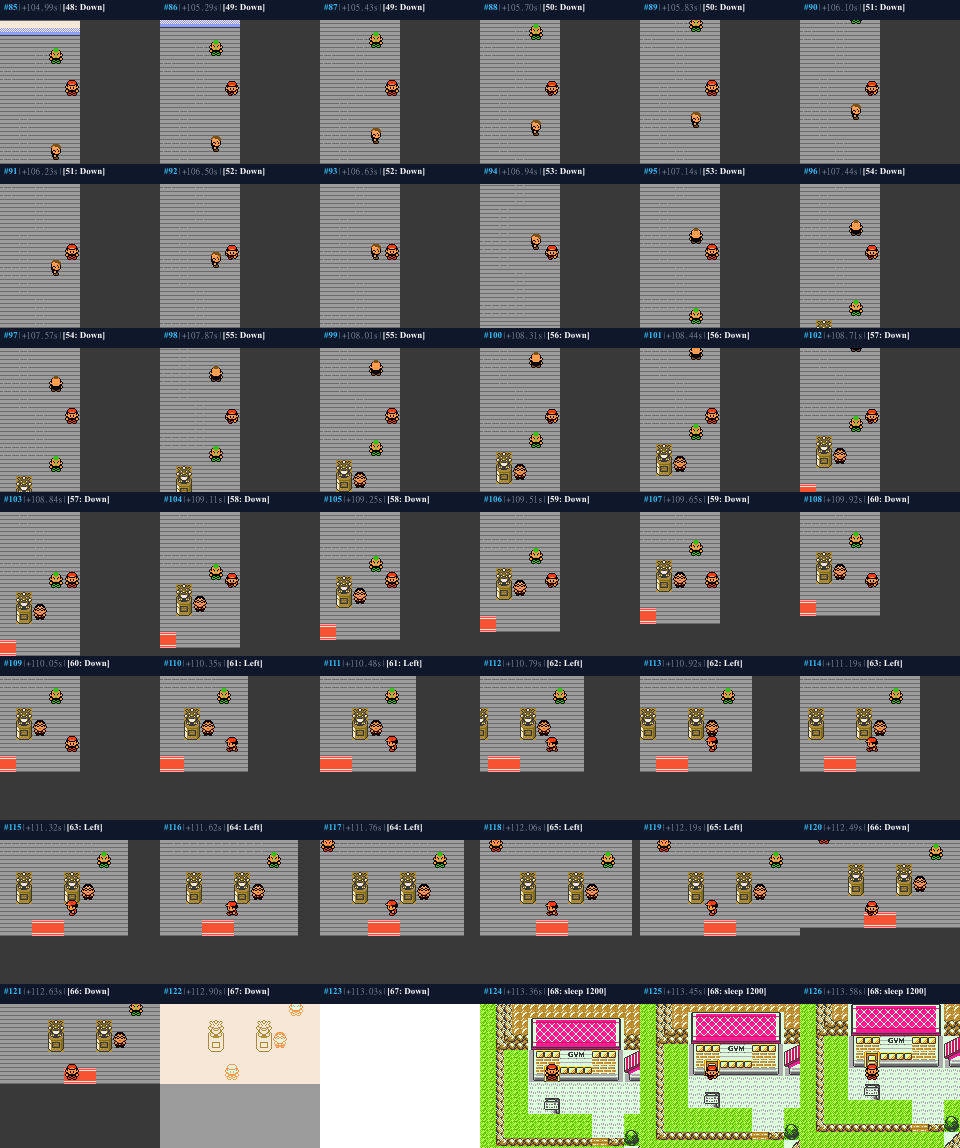 #85|+104.99s|[48: Down] #86|+105.29s|[49: Down] #87|+105.43s|[49: Down] #88|+105.70s|[50: Down] #89|+105.83s|[50: Down] #90|+106.10s|[51: Down]
#91|+106.23s|[51: Down] #92|+106.50s|[52: Down] #93|+106.63s|[52: Down] #94|+106.94s|[53: Down] #95|+107.14s|[53: Down] #96|+107.44s|[54: Down]
#97|+107.57s|[54: Down] #98|+107.87s|[55: Down] #99|+108.01s|[55: Down] #100|+108.31s|[56: Down] #101|+108.44s|[56: Down] #102|+108.71s|[57: Down]
#103|+108.84s|[57: Down] #104|+109.11s|[58: Down] #105|+109.25s|[58: Down] #106|+109.51s|[59: Down] #107|+109.65s|[59: Down] #108|+109.92s|[60: Down]
#109|+110.05s|[60: Down] #110|+110.35s|[61: Left] #111|+110.48s|[61: Left] #112|+110.79s|[62: Left] #113|+110.92s|[62: Left] #114|+111.19s|[63: Left]
#115|+111.32s|[63: Left] #116|+111.62s|[64: Left] #117|+111.76s|[64: Left] #118|+112.06s|[65: Left] #119|+112.19s|[65: Left] #120|+112.49s|[66: Down]
#121|+112.63s|[66: Down] #122|+112.90s|[67: Down] #123|+113.03s|[67: Down] #124|+113.36s|[68: sleep 1200] #125|+113.45s|[68: sleep 1200] #126|+113.58s|[68: sleep 1200]
GYM GYM GYM